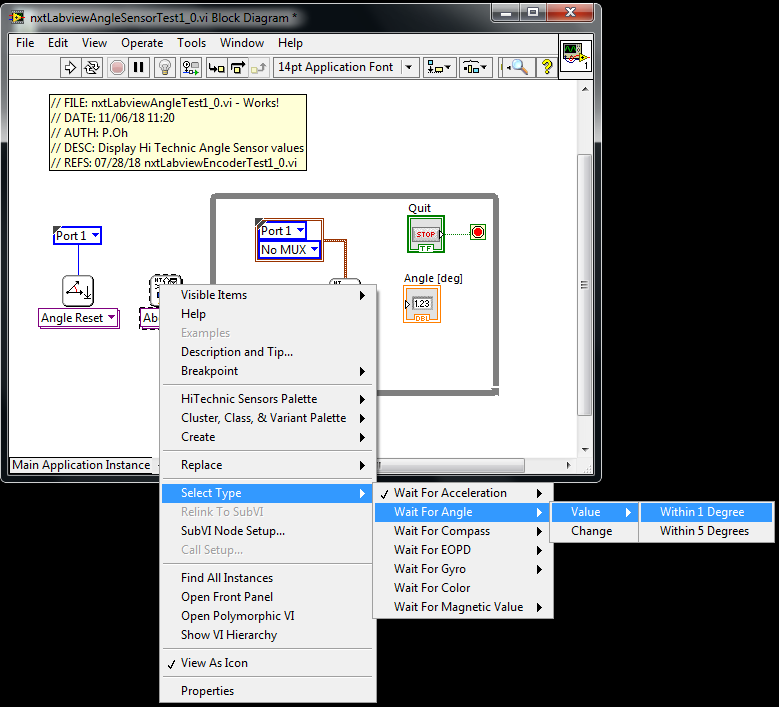 nxtLabviewAngleSensorTest1_0.vi Block Diagram *
File Edit View Operate Tools Window Help
14pt Application Font
?
1
// FILE: nxtLabviewAngleTest1_0.vi - Works!
// DATE: 11/06/18 11:20
// AUTH: P.Oh
// DESC: Display Hi Technic Angle Sensor values
// REFS: 07/28/18 nxtLabviewEncoderTest1_0.vi
Port 1
Angle Reset
HT
Ab
Port 1
No MUX
HT
Quit
STOP
TF
Angle [deg]
1.23
DBL
Main Application Instance
Visible Items
Help
Examples
Description and Tip...
Breakpoint
HiTechnic Sensors Palette
Cluster, Class, & Variant Palette
Create
Replace
Select Type
Relink To SubVI
SubVI Node Setup...
Call Setup...
Find All Instances
Open Front Panel
Open Polymorphic VI
Show VI Hierarchy
View As Icon
Properties
Wait For Acceleration
Wait For Angle
Wait For Compass
Wait For EOPD
Wait For Gyro
Wait For Color
Wait For Magnetic Value
Value
Change
Within 1 Degree
Within 5 Degrees